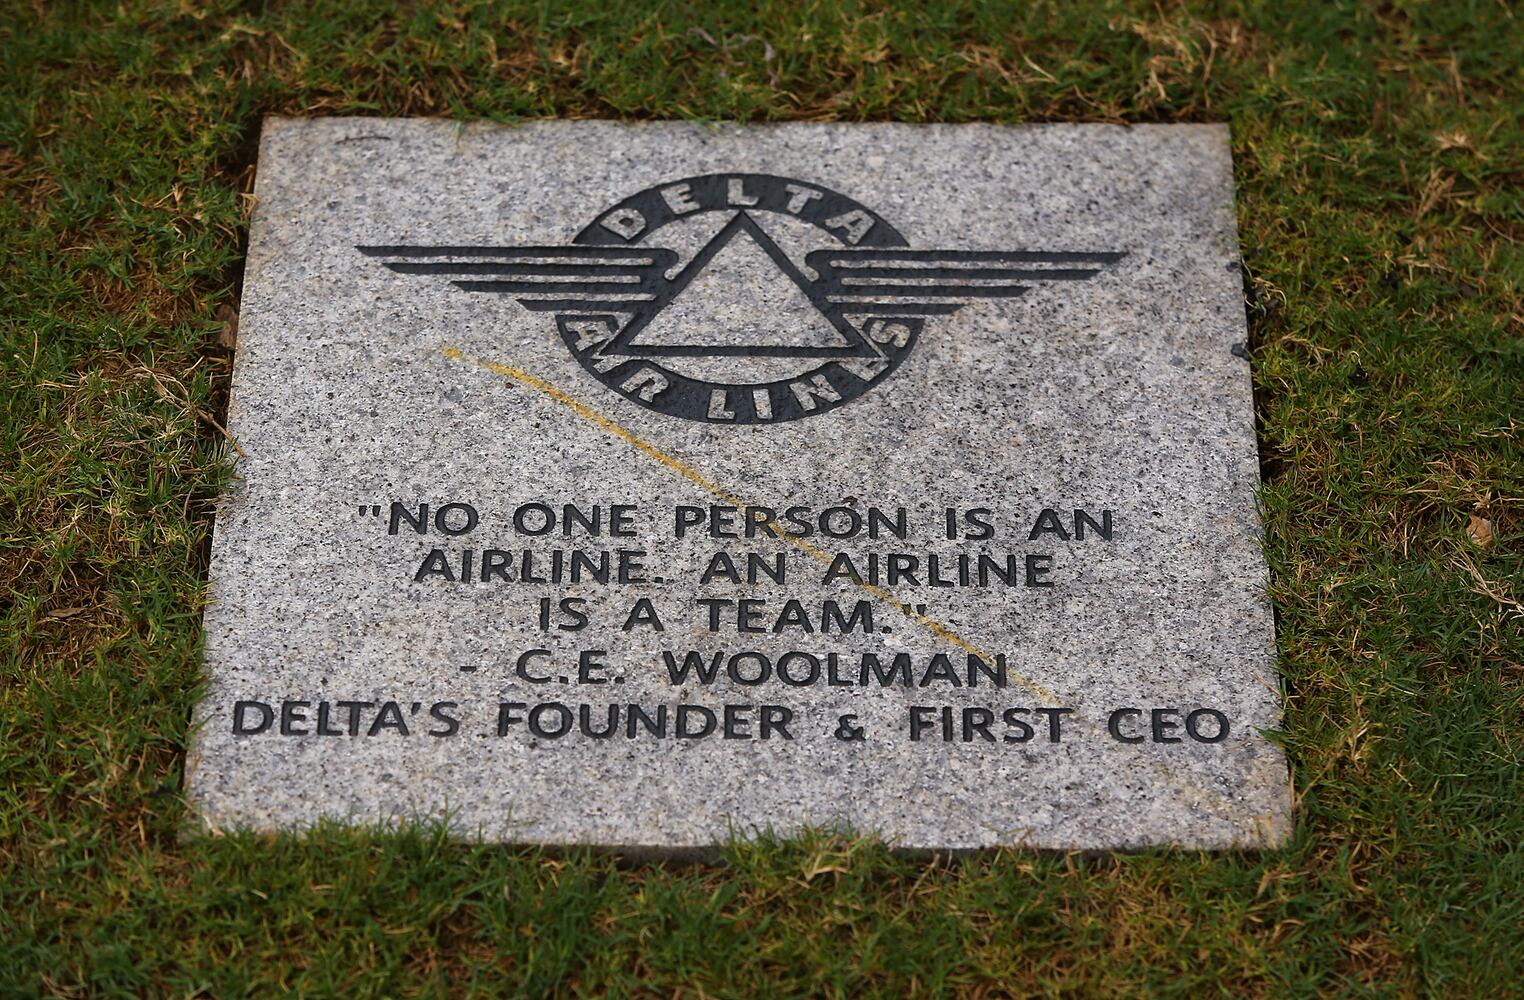 DELTA
AIR LINES
"NO ONE PERSON IS AN
AIRLINE. AN AIRLINE
IS A TEAM."
- C.E. WOOLMAN
DELTA'S FOUNDER & FIRST CEO